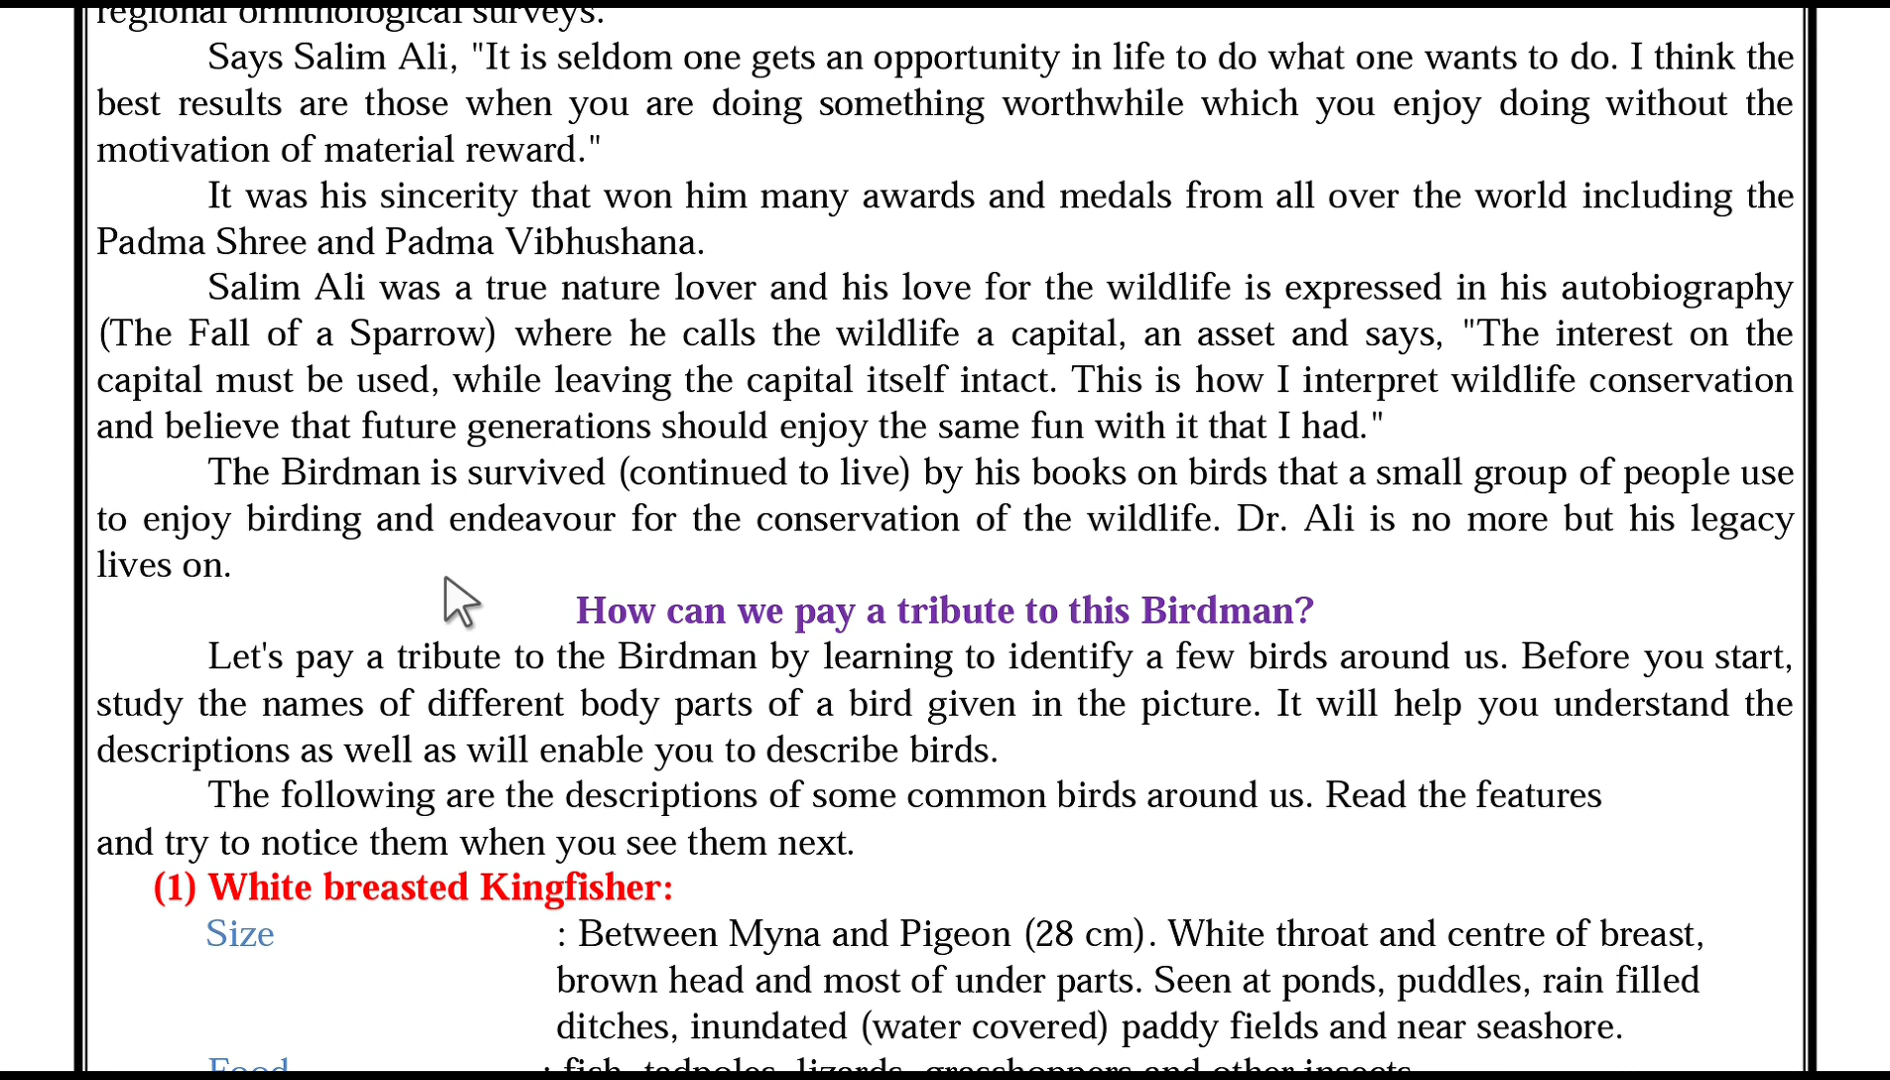 regional ornithological surveys.
Says Salim Ali, "It is seldom one gets an opportunity in life to do what one wants to do. I think the
best results are those when you are doing something worthwhile which you enjoy doing without the
motivation of material reward."
It was his sincerity that won him many awards and medals from all over the world including the
Padma Shree and Padma Vibhushana.
Salim Ali was a true nature lover and his love for the wildlife is expressed in his autobiography
(The Fall of a Sparrow) where he calls the wildlife a capital, an asset and says, "The interest on the
capital must be used, while leaving the capital itself intact. This is how I interpret wildlife conservation
and believe that future generations should enjoy the same fun with it that I had."
The Birdman is survived (continued to live) by his books on birds that a small group of people use
to enjoy birding and endeavour for the conservation of the wildlife. Dr. Ali is no more but his legacy
lives on.
How can we pay a tribute to this Birdman?
Let's pay a tribute to the Birdman by learning to identify a few birds around us. Before you start,
study the names of different body parts of a bird given in the picture. It will help you understand the
descriptions as well as will enable you to describe birds.
The following are the descriptions of some common birds around us. Read the features
and try to notice them when you see them next.
(1) White breasted Kingfisher:
Size : Between Myna and Pigeon (28 cm). White throat and centre of breast,
brown head and most of under parts. Seen at ponds, puddles, rain filled
ditches, inundated (water covered) paddy fields and near seashore.
Food : fish, tadpoles, lizards, grasshoppers and other insects